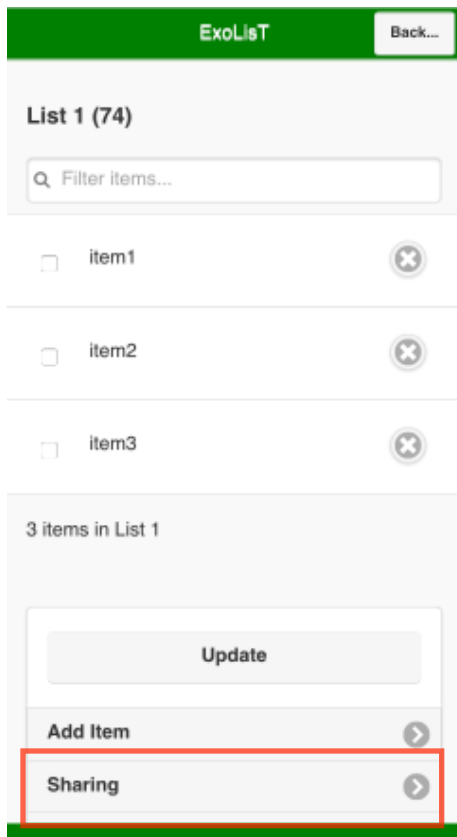 ExoLisT
Back...
List 1 (74)
Filter items...
item1
item2
item3
3 items in List 1
Update
Add Item
Sharing